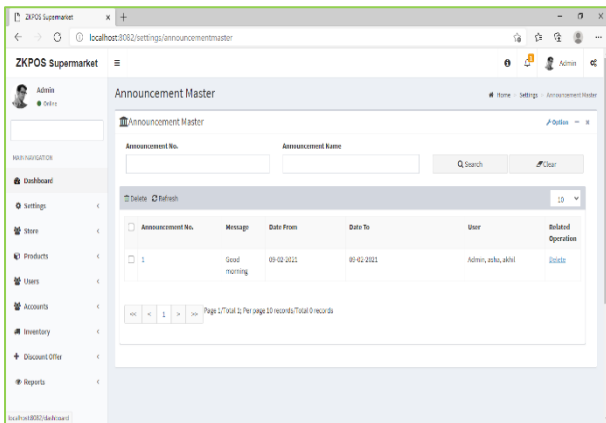 ZKPOS Supermarket
localhost:8082/settings/announcementmaster
ZKPOS Supermarket
Admin
Admin
Online
Announcement Master
Home > Settings > Announcement Master
Announcement Master
Option
Announcement No.
Announcement Name
Search
Clear
MAIN NAVIGATION
Dashboard
Settings
Store
Products
Users
Accounts
Inventory
Discount Offer
Reports
Delete Refresh
10
Announcement No. Message Date From Date To User Related Operation
1 Good morning 09-02-2021 09-02-2021 Admin, asha, akhil Delete
<< < 1 > >> Page 1/Total 1; Per page 10 records/Total 0 records
localhost:8082/dashboard